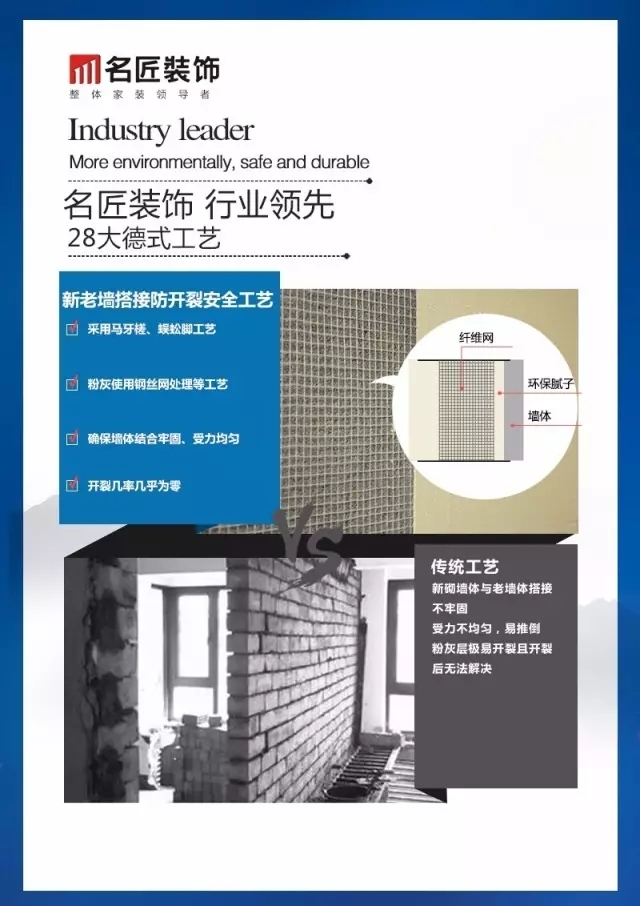 名匠装饰
整体家装领导者
Industry leader
More environmentally, safe and durable
名匠装饰 行业领先
28大德式工艺
新老墙搭接防开裂安全工艺
采用马牙槎、蜈蚣脚工艺
粉灰使用钢丝网处理等工艺
确保墙体结合牢固、受力均匀
开裂几率几乎为零
纤维网
环保腻子
墙体
VS
传统工艺
新砌墙体与老墙体搭接
不牢固
受力不均匀，易推倒
粉灰层极易开裂且开裂
后无法解决